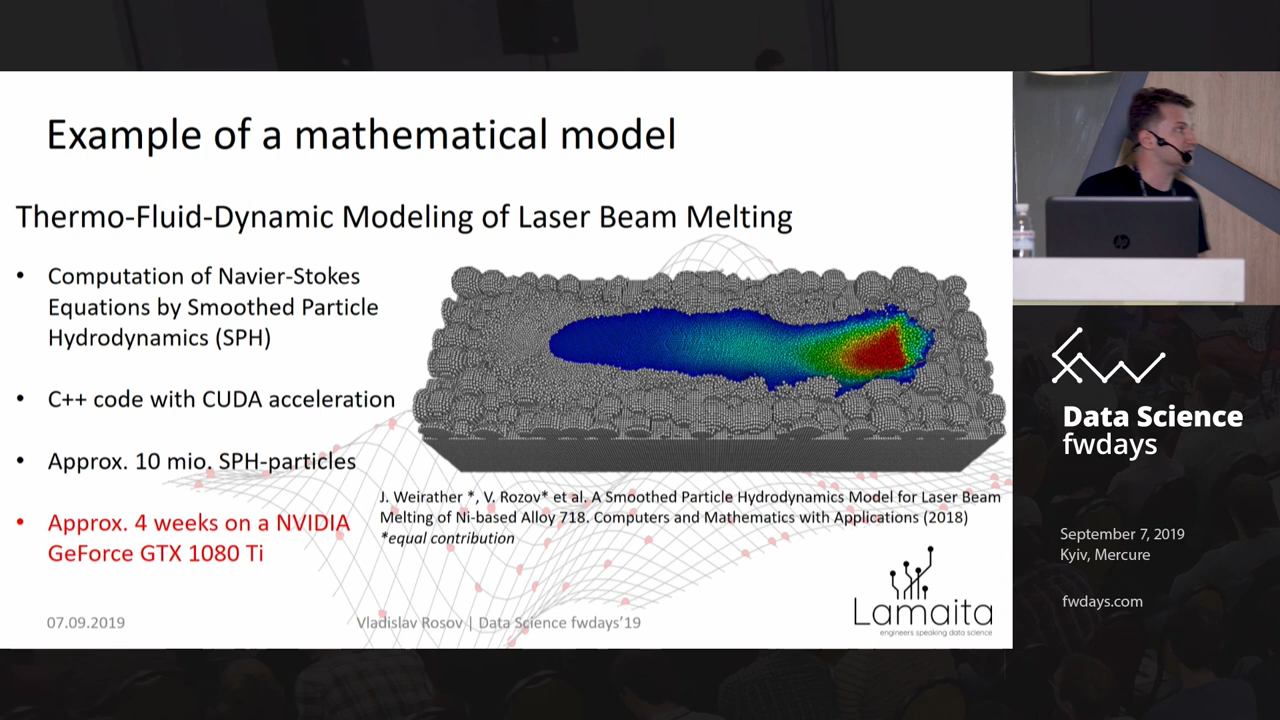 Example of a mathematical model
Thermo-Fluid-Dynamic Modeling of Laser Beam Melting
• Computation of Navier-Stokes
Equations by Smoothed Particle
Hydrodynamics (SPH)
• C++ code with CUDA acceleration
• Approx. 10 mio. SPH-particles
• Approx. 4 weeks on a NVIDIA
GeForce GTX 1080 Ti
J. Weirather *, V. Rozov* et al. A Smoothed Particle Hydrodynamics Model for Laser Beam
Melting of Ni-based Alloy 718. Computers and Mathematics with Applications (2018)
*equal contribution
Lamaita
engineers speaking data science
07.09.2019
Vladislav Rosov | Data Science fwdays'19
hp
Data Science
fwdays
September 7, 2019
Kyiv, Mercure
fwdays.com